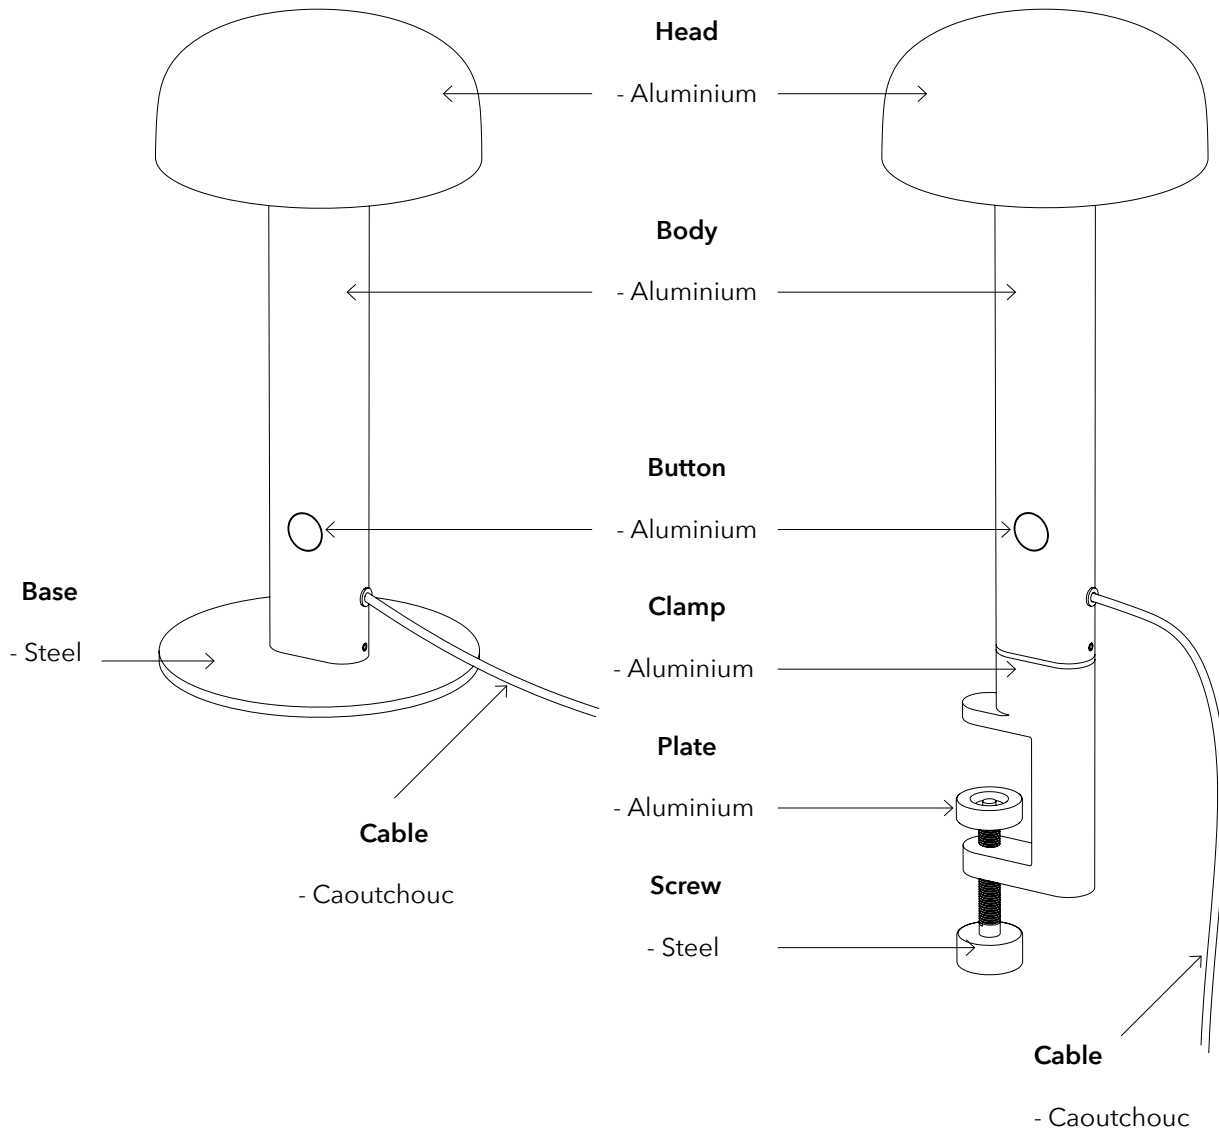 Head
- Aluminium
Body
- Aluminium
Button
- Aluminium
Base
- Steel
Clamp
- Aluminium
Plate
- Aluminium
Cable
- Caoutchouc
Screw
- Steel
Cable
- Caoutchouc